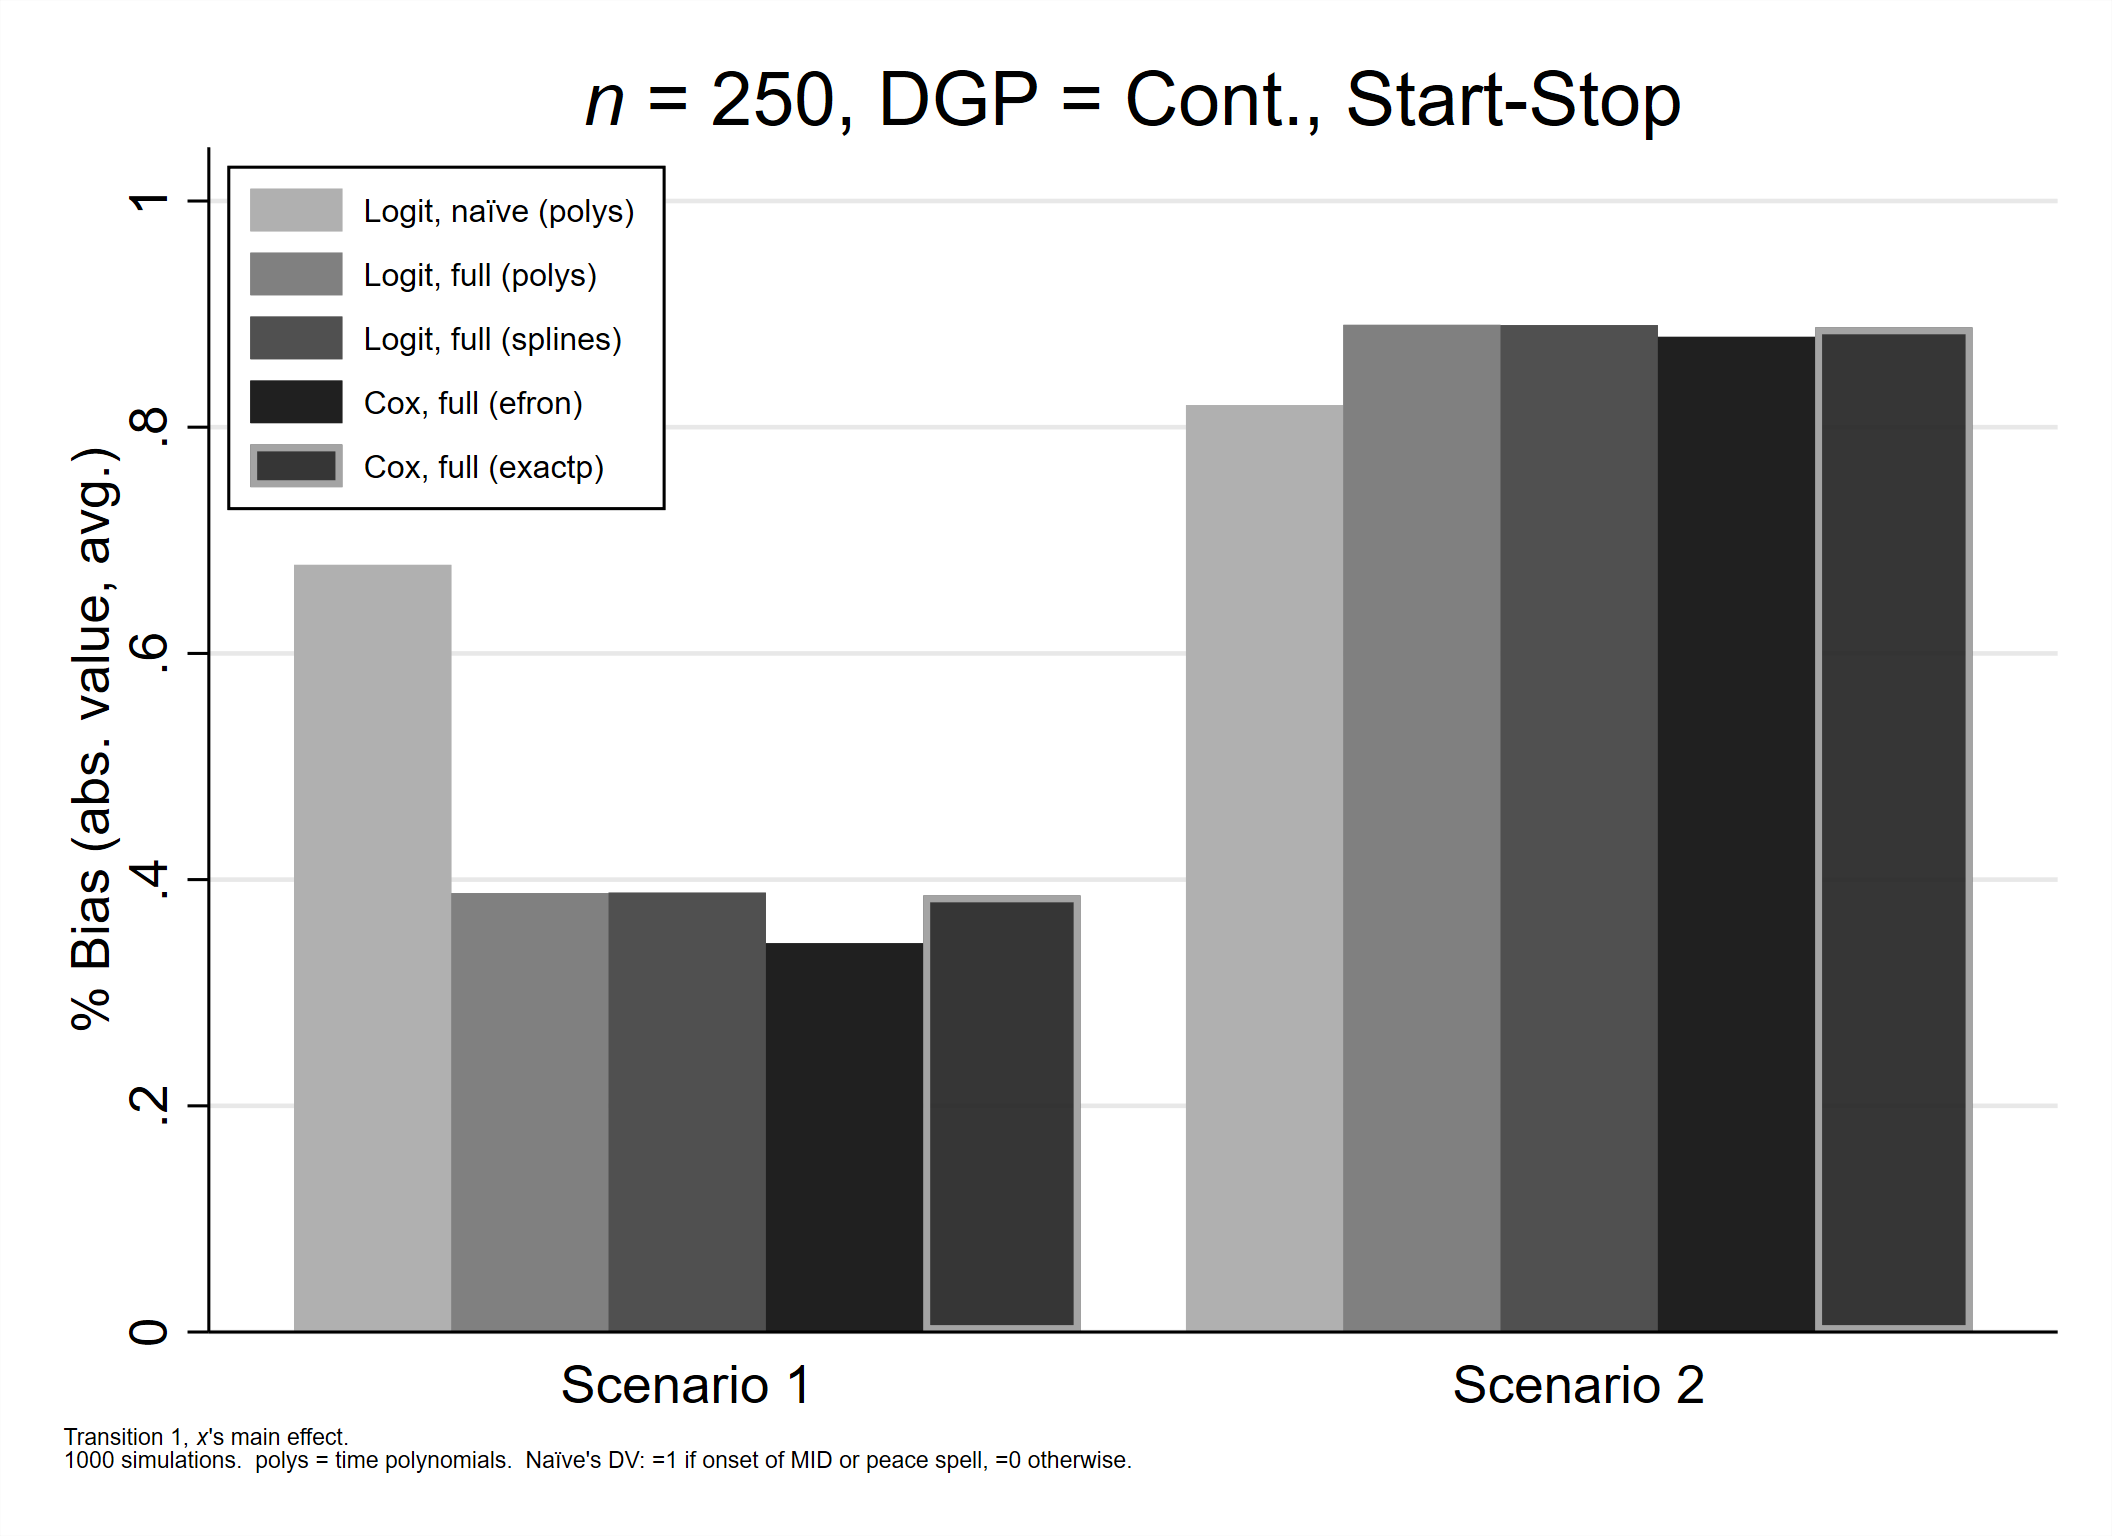 n = 250, DGP = Cont., Start-Stop
% Bias (abs. value, avg.)
1
.8
.6
.4
.2
0
Logit, naïve (polys)
Logit, full (polys)
Logit, full (splines)
Cox, full (efron)
Cox, full (exactp)
Scenario 1
Scenario 2
Transition 1, x's main effect.
1000 simulations.  polys = time polynomials.  Naïve's DV: =1 if onset of MID or peace spell, =0 otherwise.